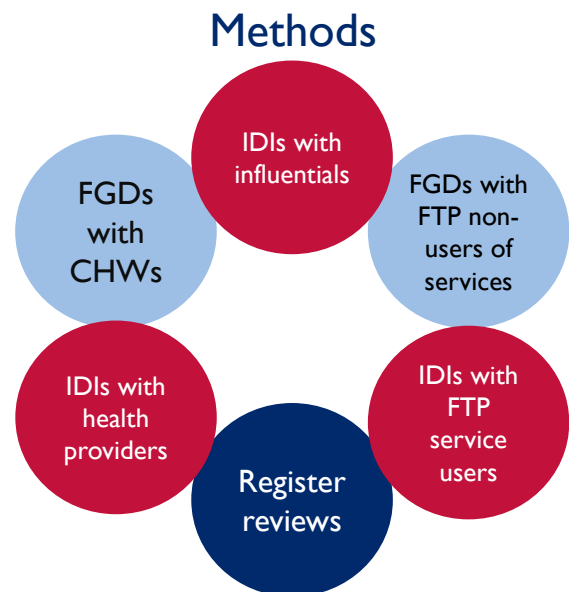 Methods
IDIs with
influentials
FGDs with
FTP non-
users of
services
IDIs with
FTP
service
users
Register
reviews
IDIs with
health
providers
FGDs
with
CHWs